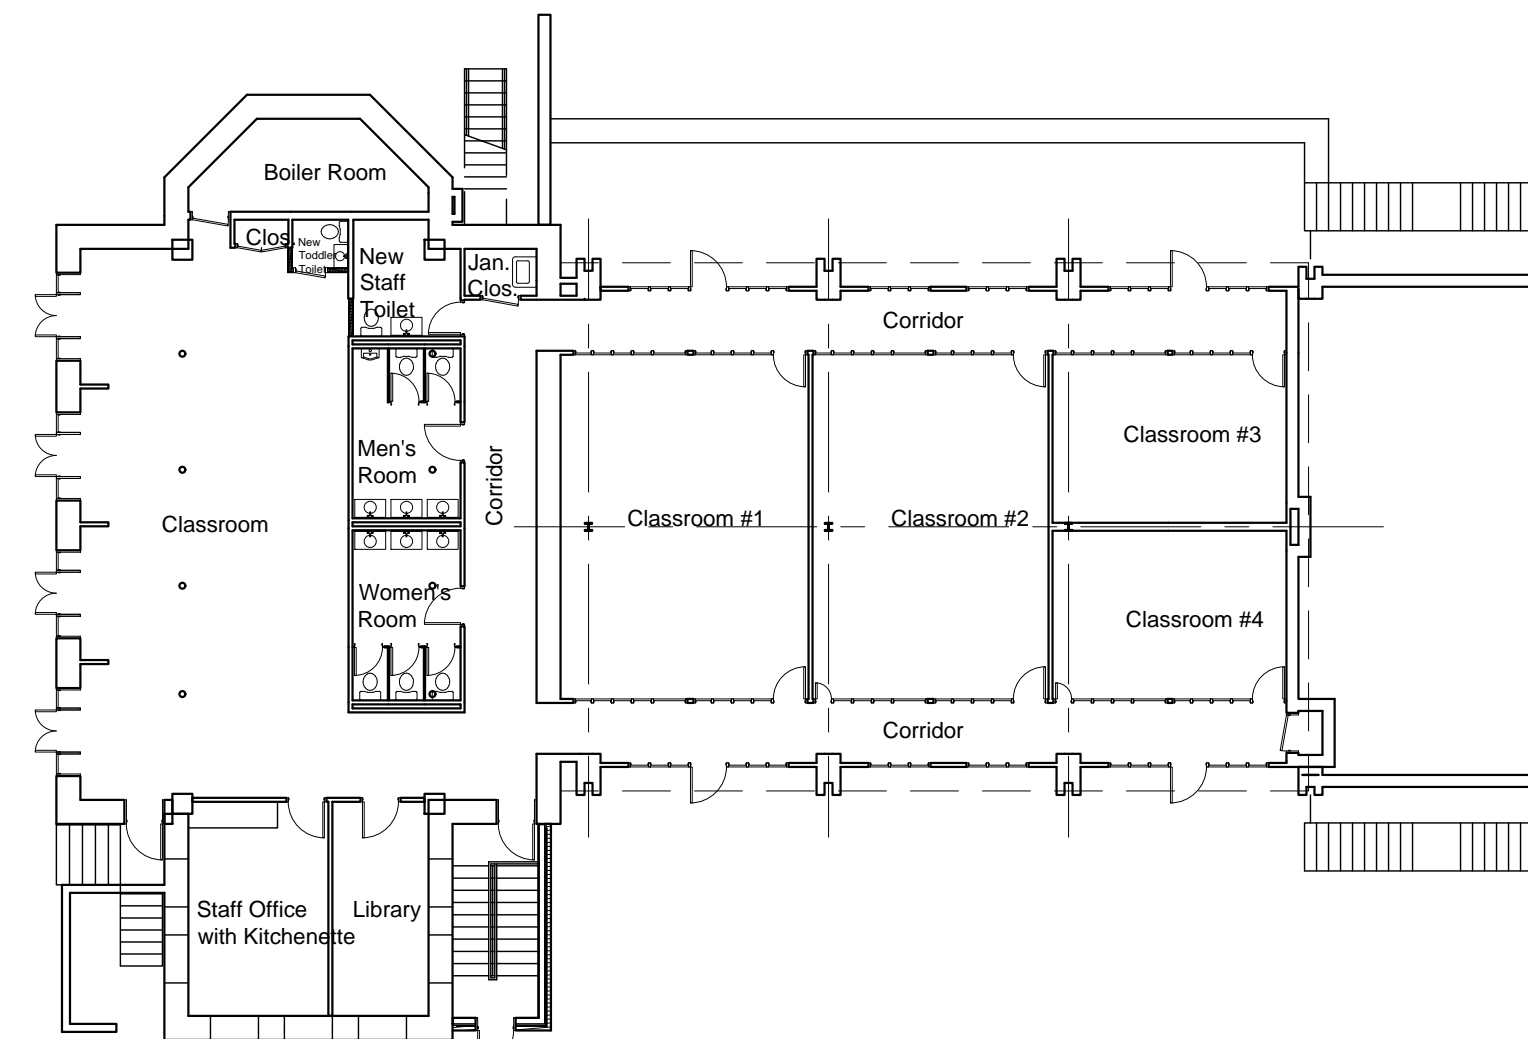 Boiler Room
Clos.
New
Toddler
Toilet
New
Staff
Toilet
Jan.
Clos.
Corridor
Classroom #3
Men's
Room
Corridor
Classroom
Classroom #1
Classroom #2
Women's
Room
Classroom #4
Corridor
Staff Office
with Kitchenette
Library